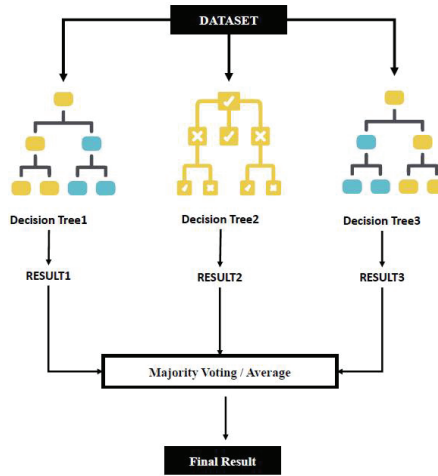 DATASET
Decision Tree1
Decision Tree2
Decision Tree3
RESULT1
RESULT2
RESULT3
Majority Voting / Average
Final Result